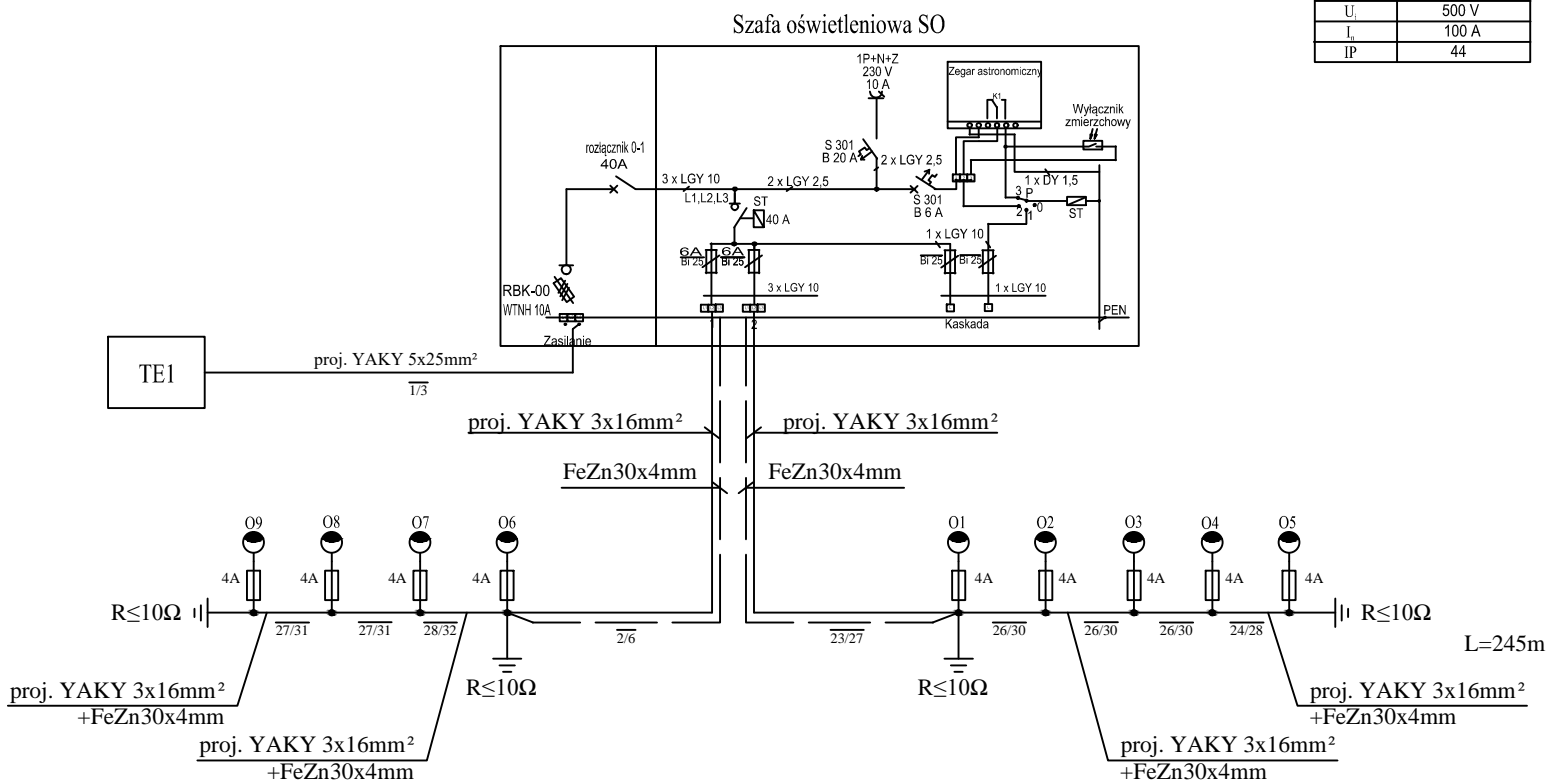 Szafa oświetleniowa SO
Ui 500 V
In 100 A
IP 44
1P+N+Z
230 V
10 A
Zegar astronomiczny
K1
Wyłącznik
zmierzchowy
rozłącznik 0-1
40A
S 301
B 20 A
2 x LGY 2,5
3 x LGY 10
L1,L2,L3
2 x LGY 2,5
S 301
B 6 A
1 x DY 1,5
3 P
2 1 0
ST
ST
40 A
1 x LGY 10
6A
Bi 25
6A
Bi 25
Bi 25
Bi 25
RBK-00
WTNH 10A
3 x LGY 10
1 x LGY 10
1
2
Kaskada
PEN
Zasilanie
TE1
proj. YAKY 5x25mm²
1/3
proj. YAKY 3x16mm²
proj. YAKY 3x16mm²
FeZn30x4mm
FeZn30x4mm
O9
O8
O7
O6
O1
O2
O3
O4
O5
4A
4A
4A
4A
4A
4A
4A
4A
4A
R≤10Ω
R≤10Ω
27/31
27/31
28/32
2/6
23/27
26/30
26/30
26/30
24/28
L=245m
R≤10Ω
R≤10Ω
proj. YAKY 3x16mm²
+FeZn30x4mm
proj. YAKY 3x16mm²
+FeZn30x4mm
proj. YAKY 3x16mm²
+FeZn30x4mm
proj. YAKY 3x16mm²
+FeZn30x4mm